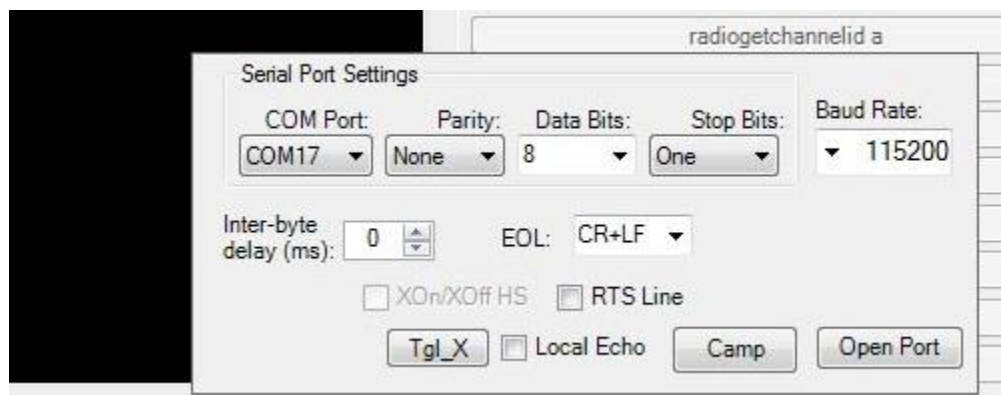 radiogetchannelid a
Serial Port Settings
COM Port: Parity: Data Bits: Stop Bits: Baud Rate:
COM17 None 8 One 115200
Inter-byte
delay (ms): 0 EOL: CR+LF
XOn/XOff HS RTS Line
Tgl_X Local Echo Camp Open Port